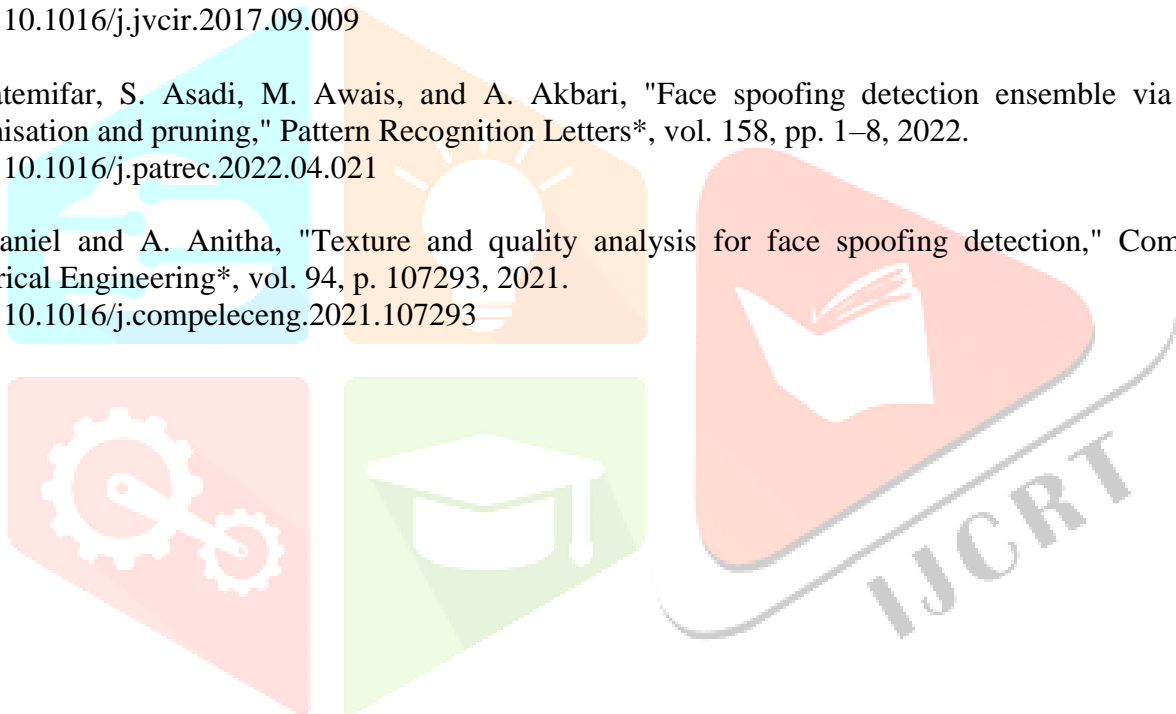 10.1016/j.jvcir.2017.09.009
atemifar, S. Asadi, M. Awais, and A. Akbari, "Face spoofing detection ensemble via
nisation and pruning," Pattern Recognition Letters*, vol. 158, pp. 1–8, 2022.
10.1016/j.patrec.2022.04.021
aniel and A. Anitha, "Texture and quality analysis for face spoofing detection," Com
rical Engineering*, vol. 94, p. 107293, 2021.
10.1016/j.compeleceng.2021.107293
IJCRT